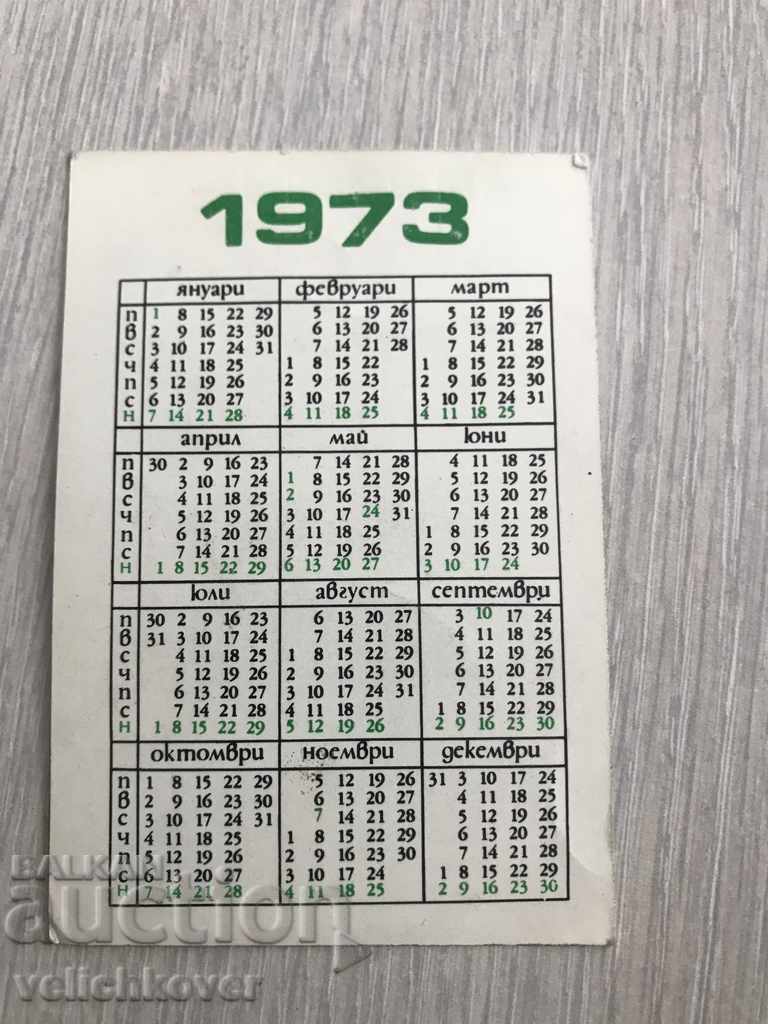 1973
януари февруари март
п 1 8 15 22 29 5 12 19 26 5 12 19 26
в 2 9 16 23 30 6 13 20 27 6 13 20 27
с 3 10 17 24 31 7 14 21 28 7 14 21 28
ч 4 11 18 25 1 8 15 22 1 8 15 22 29
п 5 12 19 26 2 9 16 23 2 9 16 23 30
с 6 13 20 27 3 10 17 24 3 10 17 24 31
н 7 14 21 28 4 11 18 25 4 11 18 25
април май юни
п 30 2 9 16 23 7 14 21 28 4 11 18 25
в 3 10 17 24 1 8 15 22 29 5 12 19 26
с 4 11 18 25 2 9 16 23 30 6 13 20 27
ч 5 12 19 26 3 10 17 24 31 7 14 21 28
п 6 13 20 27 4 11 18 25 1 8 15 22 29
с 7 14 21 28 5 12 19 26 2 9 16 23 30
н 1 8 15 22 29 6 13 20 27 3 10 17 24
юли август септември
п 30 2 9 16 23 6 13 20 27 3 10 17 24
в 31 3 10 17 24 7 14 21 28 4 11 18 25
с 4 11 18 25 1 8 15 22 29 5 12 19 26
ч 5 12 19 26 2 9 16 23 30 6 13 20 27
п 6 13 20 27 3 10 17 24 31 7 14 21 28
с 7 14 21 28 4 11 18 25 1 8 15 22 29
н 1 8 15 22 29 5 12 19 26 2 9 16 23 30
октомври ноември декември
п 1 8 15 22 29 5 12 19 26 31 3 10 17 24
в 2 9 16 23 30 6 13 20 27 4 11 18 25
с 3 10 17 24 31 7 14 21 28 5 12 19 26
ч 4 11 18 25 1 8 15 22 29 6 13 20 27
п 5 12 19 26 2 9 16 23 30 7 14 21 28
с 6 13 20 27 3 10 17 24 1 8 15 22 29
н 7 14 21 28 4 11 18 25 2 9 16 23 30
BALKAN
auction
velichkover